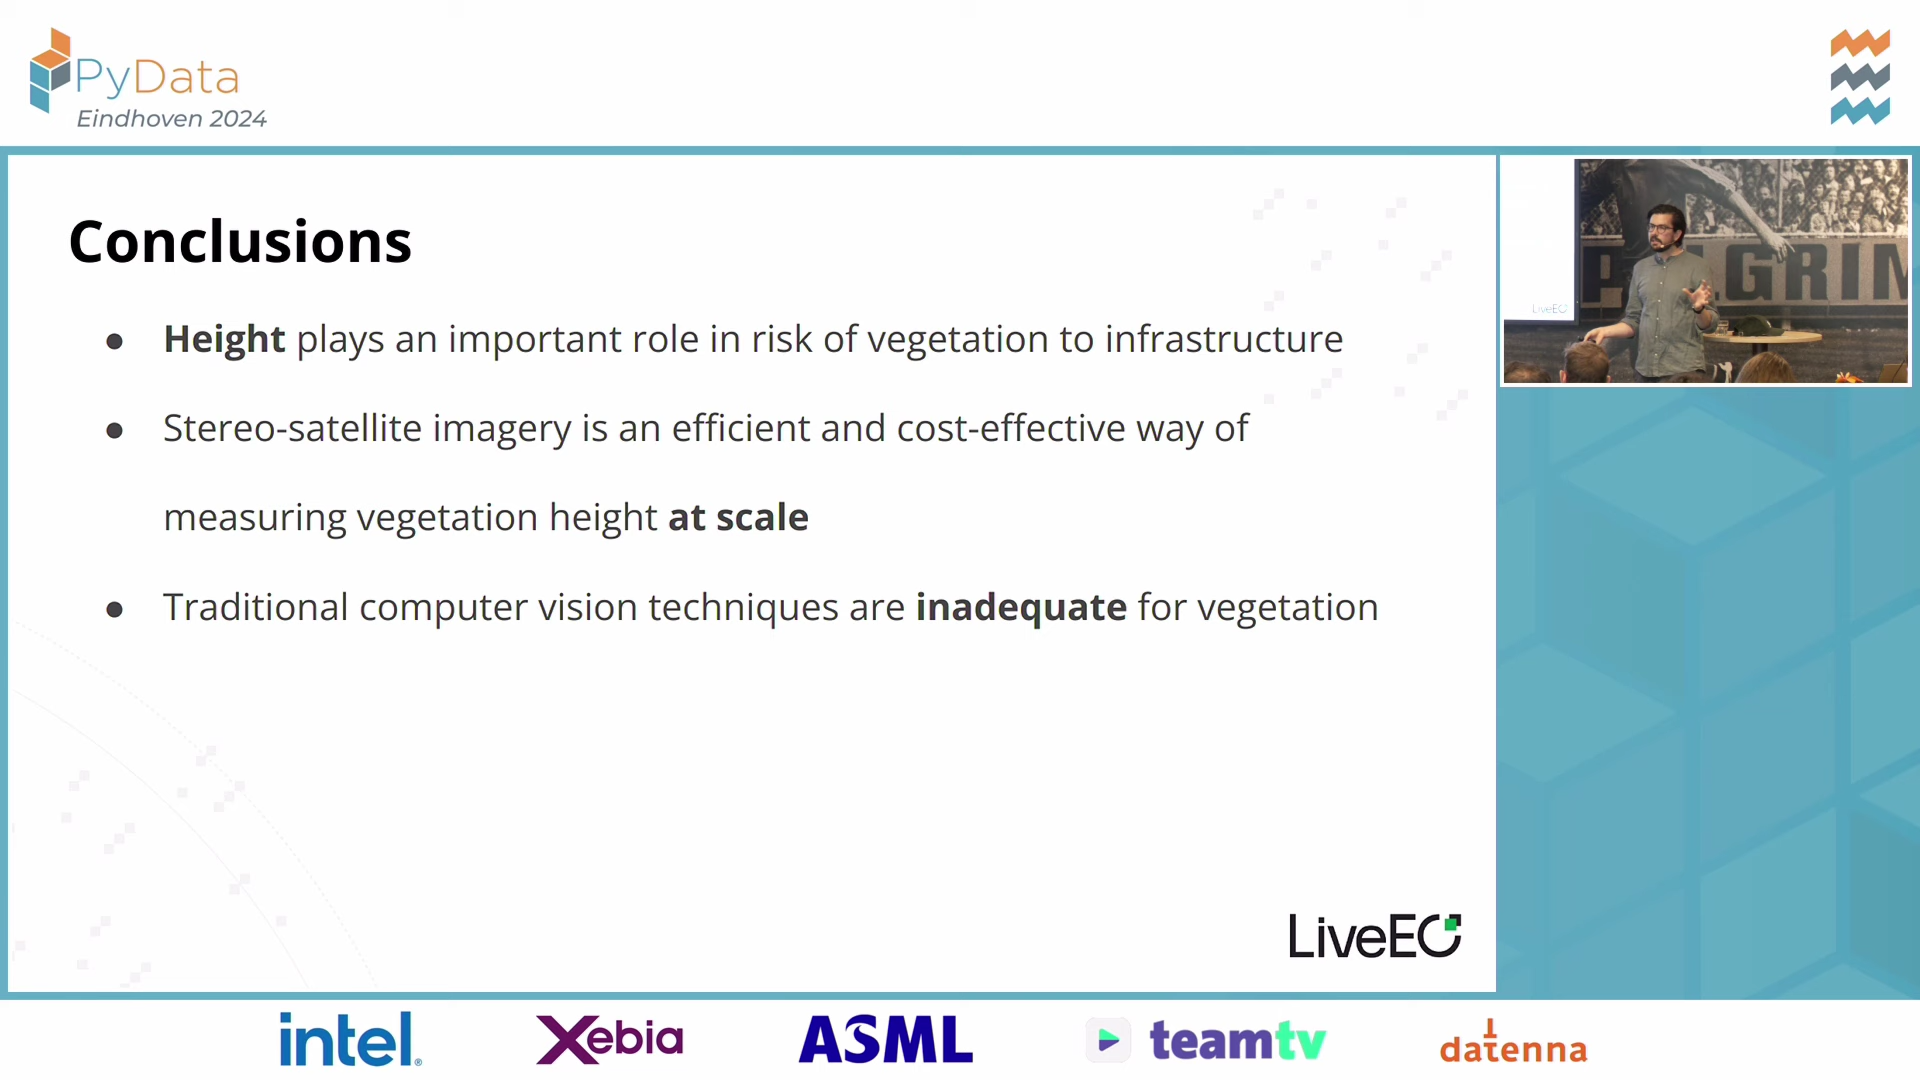 PyData
Eindhoven 2024
Conclusions
● Height plays an important role in risk of vegetation to infrastructure
● Stereo-satellite imagery is an efficient and cost-effective way of
measuring vegetation height at scale
● Traditional computer vision techniques are inadequate for vegetation
LiveEO
LiveEO
intel.
Xebia
ASML
teamtv
datenna